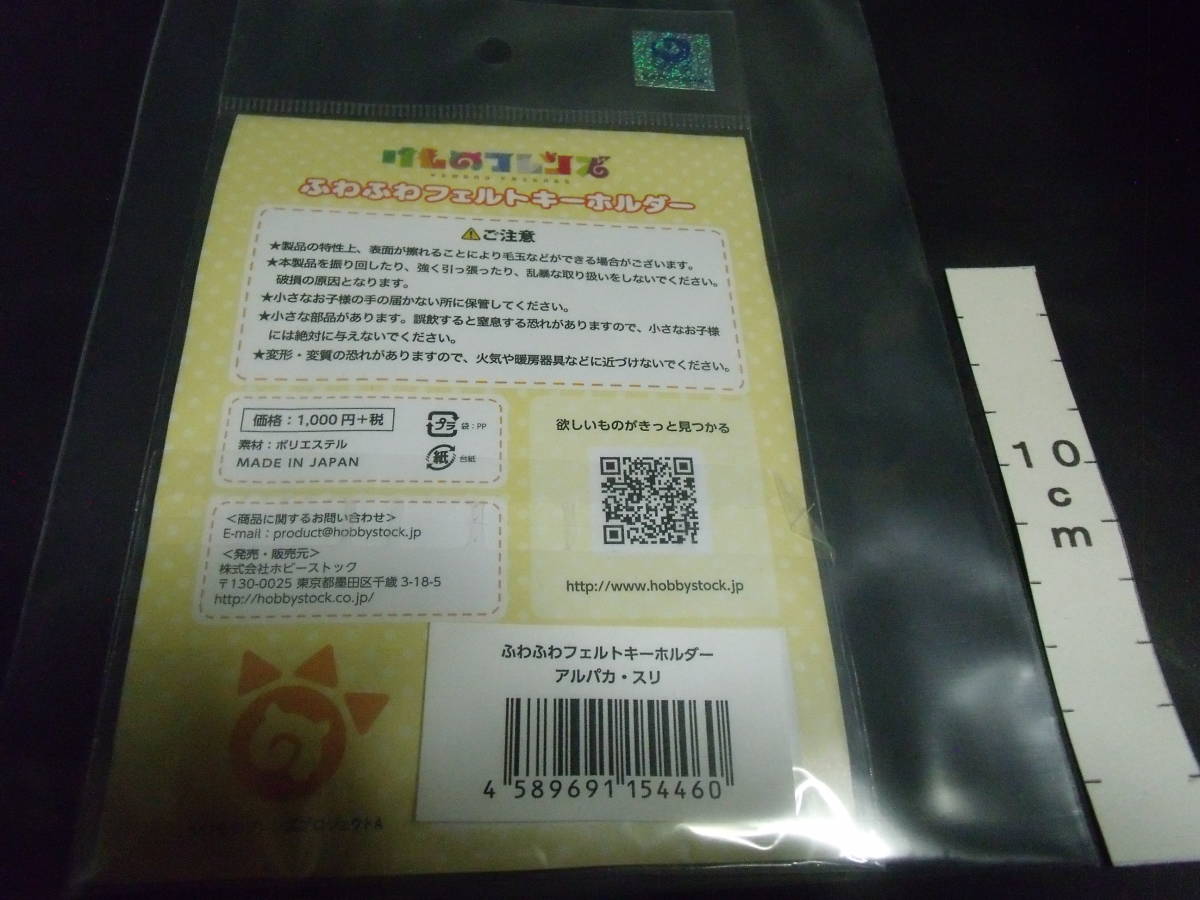 けものフレンズ
KEMONO FRIENDS
ふわふわフェルトキーホルダー
ご注意
★製品の特性上、表面が擦れることにより毛玉などができる場合がございます。
★本製品を振り回したり、強く引っ張ったり、乱暴な取り扱いをしないでください。
破損の原因となります。
★小さなお子様の手の届かない所に保管してください。
★小さな部品があります。誤飲すると窒息する恐れがありますので、小さなお子様
には絶対に与えないでください。
★変形・変質の恐れがありますので、火気や暖房器具などに近づけないでください。
価格：1,000円+税
素材：ポリエステル
MADE IN JAPAN
プラ 袋：PP
紙 台紙
＜商品に関するお問い合わせ＞
E-mail：product@hobbystock.jp
＜発売・販売元＞
株式会社ホビーストック
〒130-0025 東京都墨田区千歳 3-18-5
http://hobbystock.co.jp/
欲しいものがきっと見つかる
http://www.hobbystock.jp
ふわふわフェルトキーホルダー
アルパカ・スリ
4 589691 154460
プロジェクトA
10cm